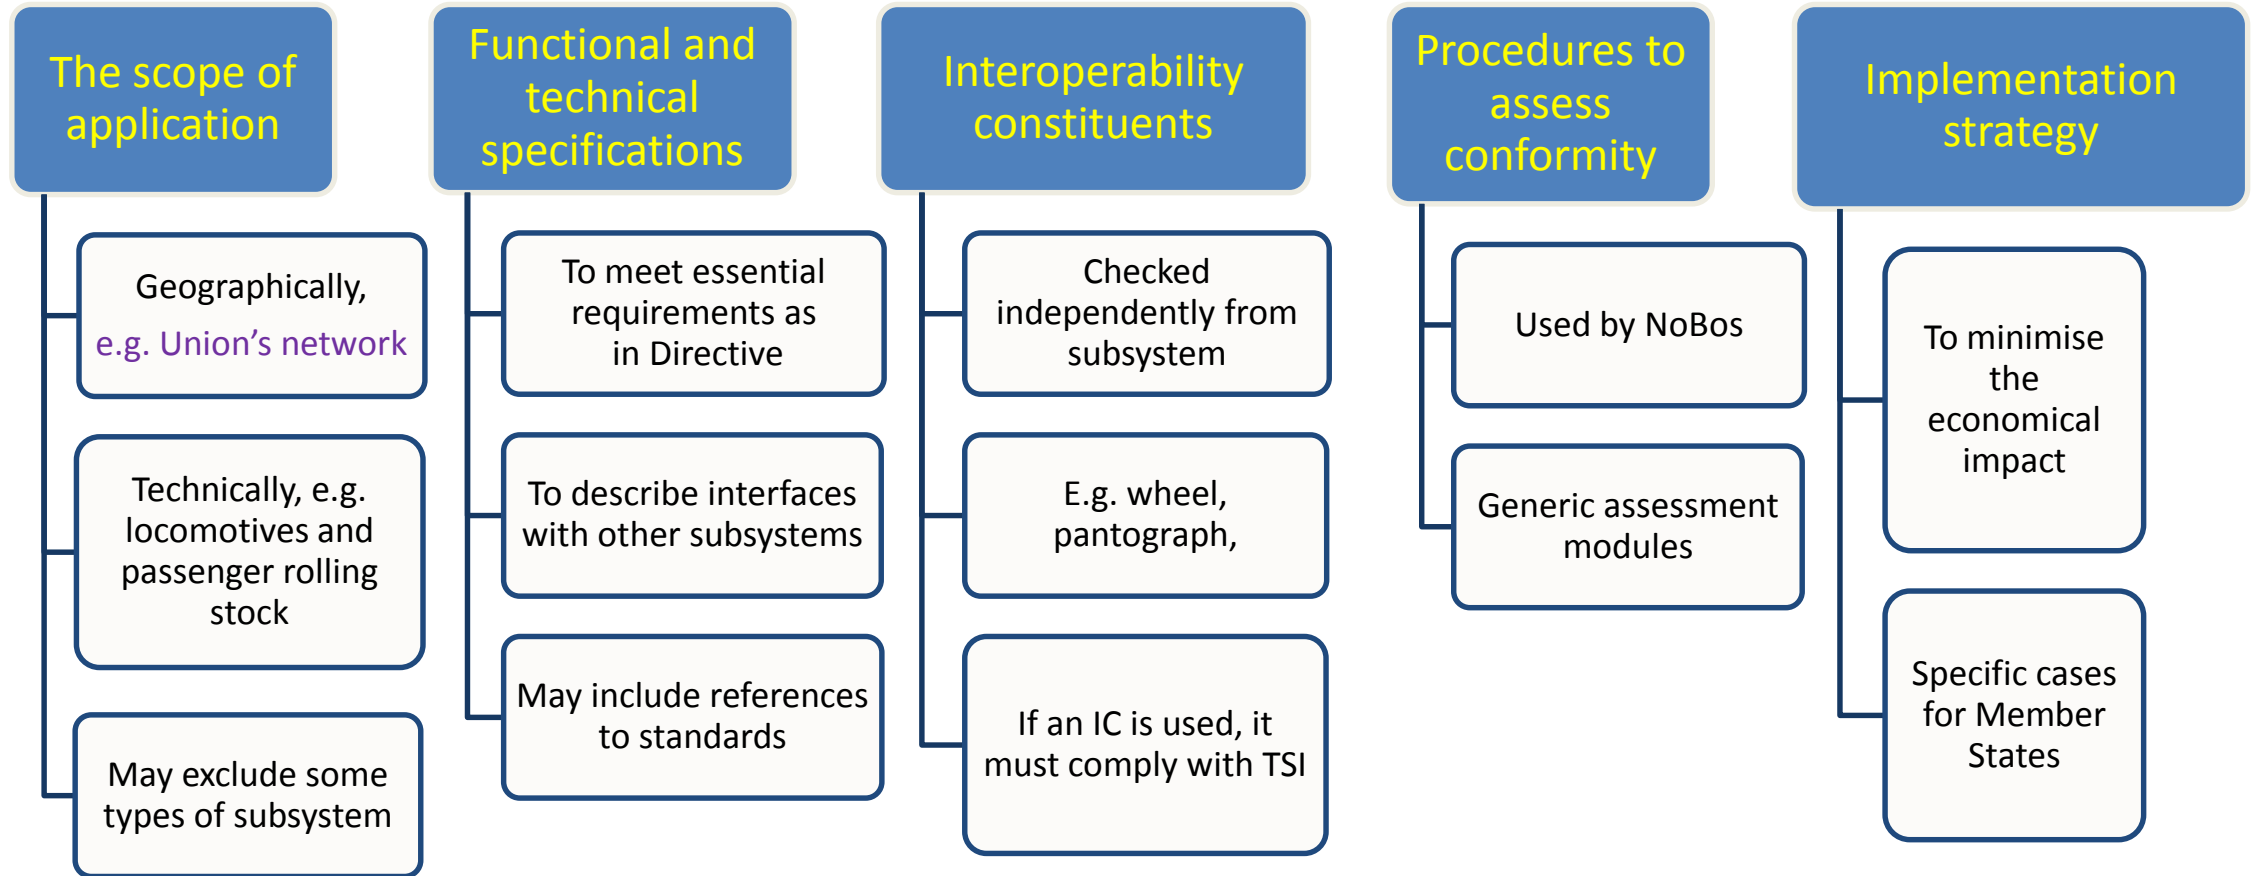 The scope of
application
Geographically,
e.g. Union’s network
Technically, e.g.
locomotives and
passenger rolling
stock
May exclude some
types of subsystem
Functional and
technical
specifications
To meet essential
requirements as
in Directive
To describe interfaces
with other subsystems
May include references
to standards
Interoperability
constituents
Checked
independently from
subsystem
E.g. wheel,
pantograph,
If an IC is used, it
must comply with TSI
Procedures to
assess
conformity
Used by NoBos
Generic assessment
modules
Implementation
strategy
To minimise
the
economical
impact
Specific cases
for Member
States